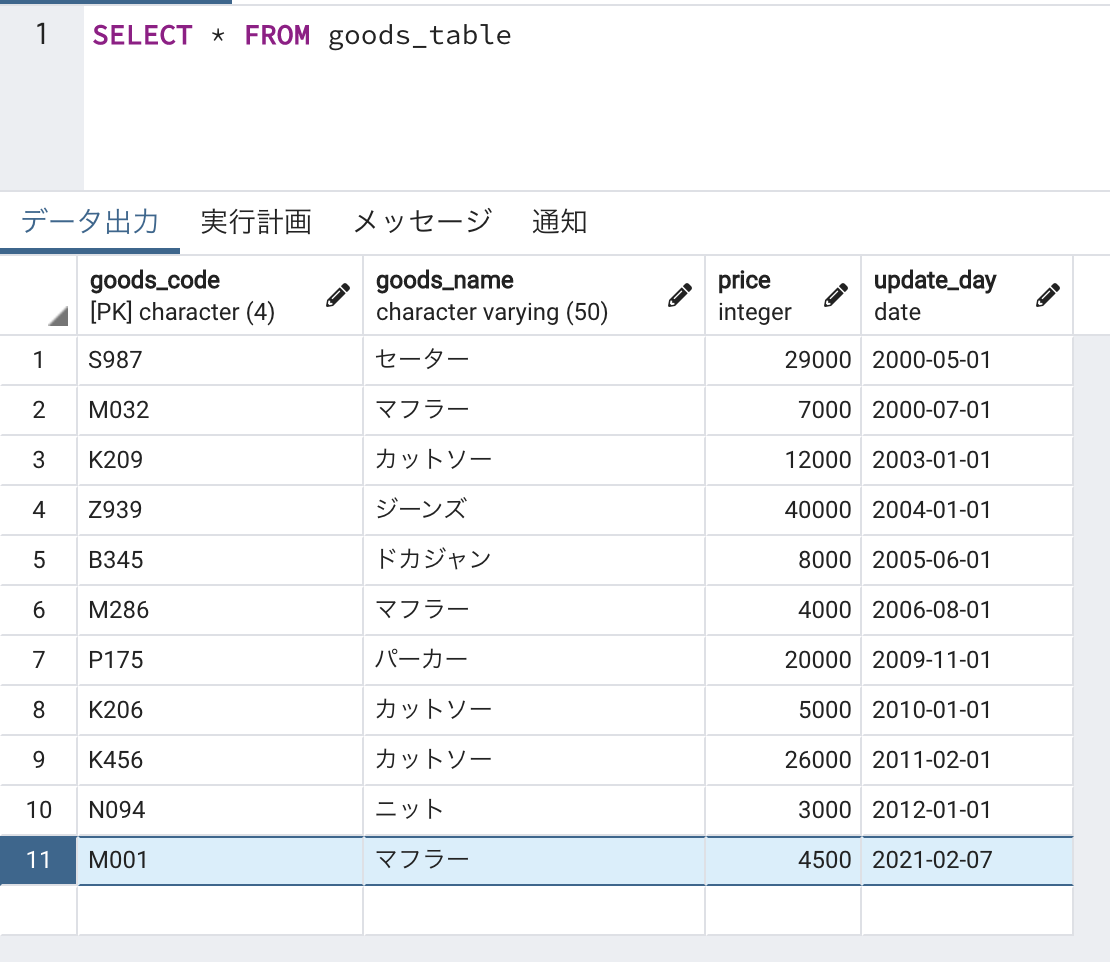 1 SELECT * FROM goods_table
データ出力 実行計画 メッセージ 通知
goods_code goods_name price update_day
[PK] character (4) character varying (50) integer date
1 S987 セーター 29000 2000-05-01
2 M032 マフラー 7000 2000-07-01
3 K209 カットソー 12000 2003-01-01
4 Z939 ジーンズ 40000 2004-01-01
5 B345 ドカジャン 8000 2005-06-01
6 M286 マフラー 4000 2006-08-01
7 P175 パーカー 20000 2009-11-01
8 K206 カットソー 5000 2010-01-01
9 K456 カットソー 26000 2011-02-01
10 N094 ニット 3000 2012-01-01
11 M001 マフラー 4500 2021-02-07